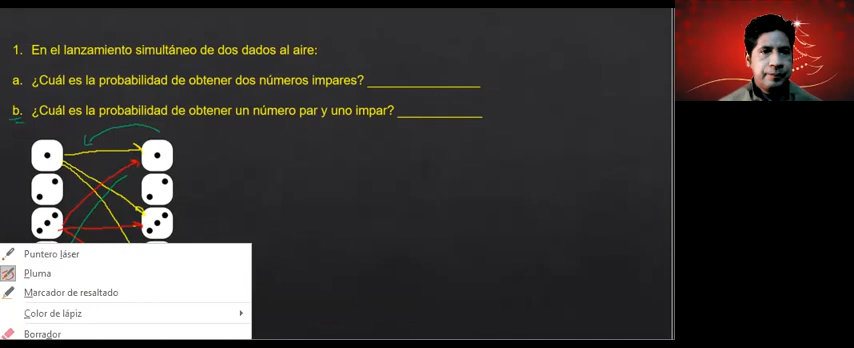 1. En el lanzamiento simultáneo de dos dados al aire:
a. ¿Cuál es la probabilidad de obtener dos números impares? ________________
b. ¿Cuál es la probabilidad de obtener un número par y uno impar? ____________
Puntero láser
Pluma
Marcador de resaltado
Color de lápiz
Borrador